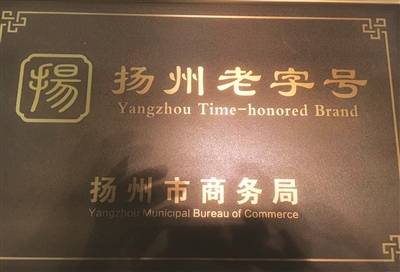 揚
扬州老字号
Yangzhou Time-honored Brand
扬州市商务局
Yangzhou Municipal Bureau of Commerce